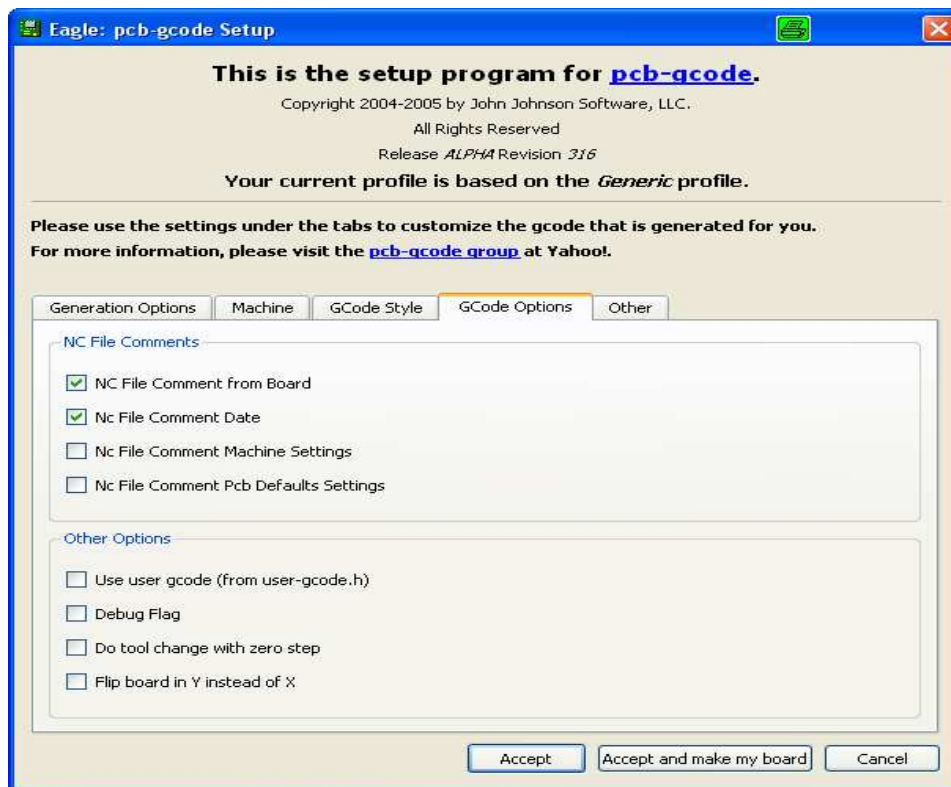 Eagle: pcb-gcode Setup
This is the setup program for pcb-gcode.
Copyright 2004-2005 by John Johnson Software, LLC.
All Rights Reserved
Release ALPHA Revision 316
Your current profile is based on the Generic profile.
Please use the settings under the tabs to customize the gcode that is generated for you.
For more information, please visit the pcb-gcode group at Yahoo!.
Generation Options Machine GCode Style GCode Options Other
NC File Comments
NC File Comment from Board
Nc File Comment Date
Nc File Comment Machine Settings
Nc File Comment Pcb Defaults Settings
Other Options
Use user gcode (from user-gcode.h)
Debug Flag
Do tool change with zero step
Flip board in Y instead of X
Accept Accept and make my board Cancel